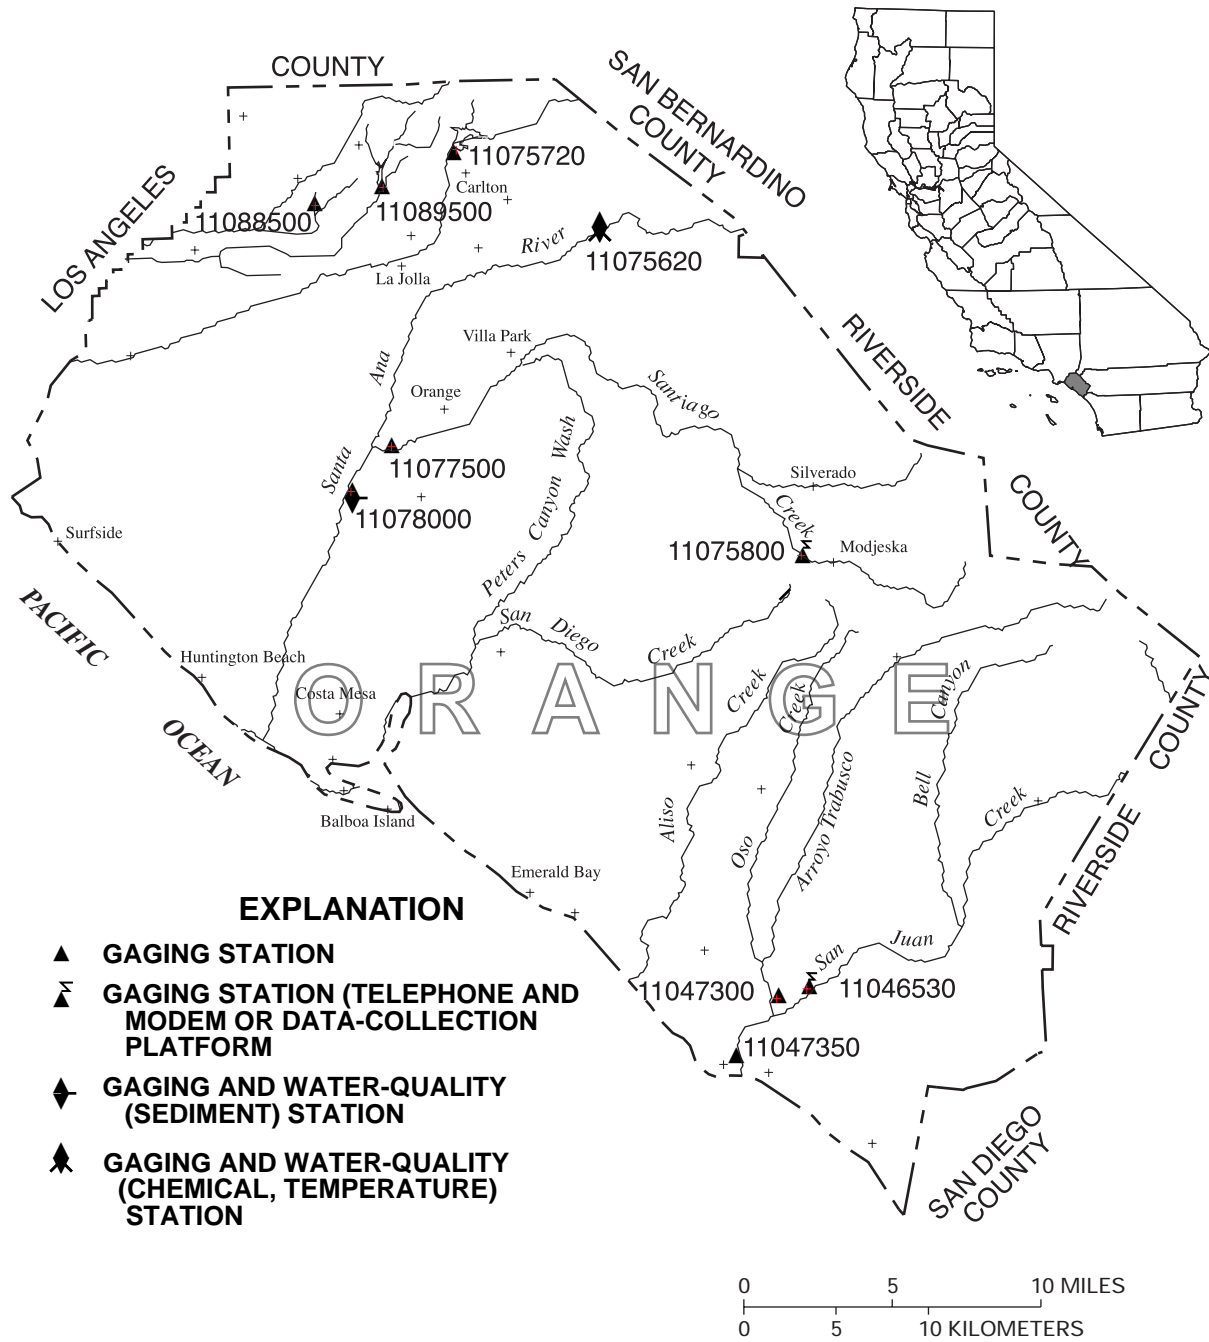 COUNTY
SAN BERNARDINO
COUNTY
LOS ANGELES
11075720
Carlton
11088500
11089500
River
11075620
La Jolla
RIVERSIDE
Villa Park
Ana
Orange
Santiago
Santa
11077500
Peters Canyon Wash
Silverado
COUNTY
11078000
Creek
Surfside
11075800
Modjeska
PACIFIC
San Diego Creek
Huntington Beach
ORANGE
Costa Mesa
Creek
Creek
Canyon
COUNTY
OCEAN
Aliso
Oso
Arroyo Trabusco
Bell
Creek
Balboa Island
RIVERSIDE
Emerald Bay
San Juan
11047300
11046530
11047350
EXPLANATION
GAGING STATION
GAGING STATION (TELEPHONE AND
MODEM OR DATA-COLLECTION
PLATFORM
GAGING AND WATER-QUALITY
(SEDIMENT) STATION
GAGING AND WATER-QUALITY
(CHEMICAL, TEMPERATURE)
STATION
SAN DIEGO
COUNTY
0 5 10 MILES
0 5 10 KILOMETERS